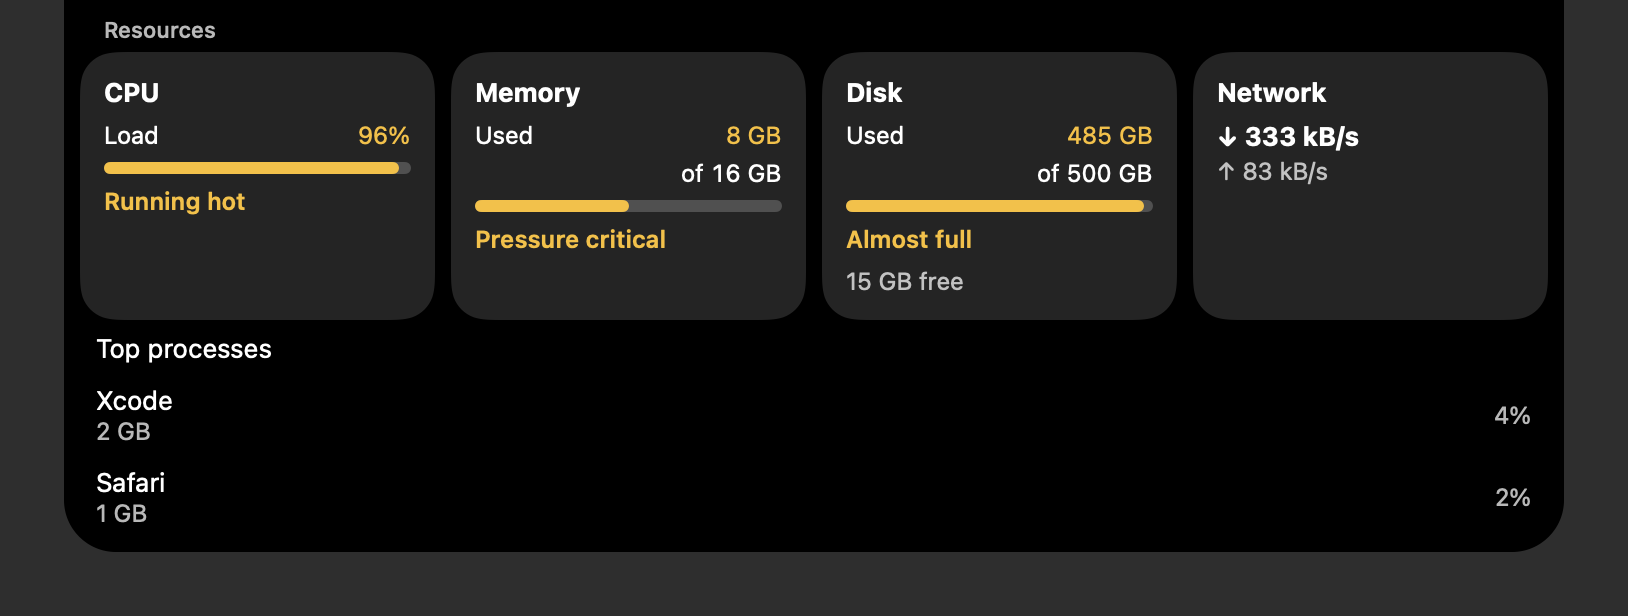 Resources
CPU
Load 96%
Running hot
Memory
Used 8 GB
of 16 GB
Pressure critical
Disk
Used 485 GB
of 500 GB
Almost full
15 GB free
Network
↓ 333 kB/s
↑ 83 kB/s
Top processes
Xcode
2 GB
4%
Safari
1 GB
2%